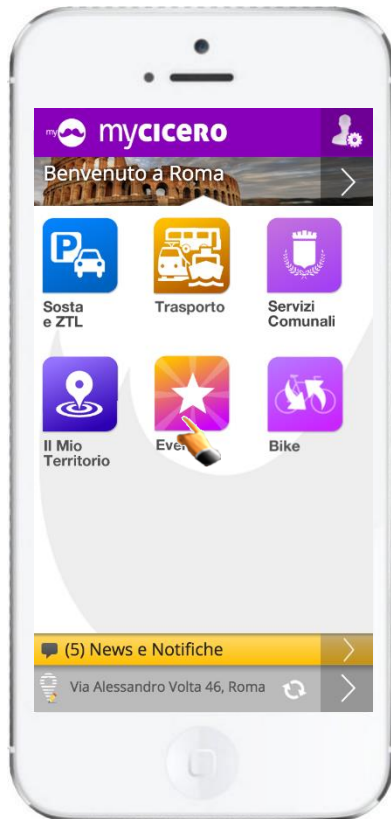 my mycicero
Benvenuto a Roma
P
Sosta
e ZTL
Trasporto
Servizi
Comunali
Il Mio
Territorio
Bike
(5) News e Notifiche
Via Alessandro Volta 46, Roma